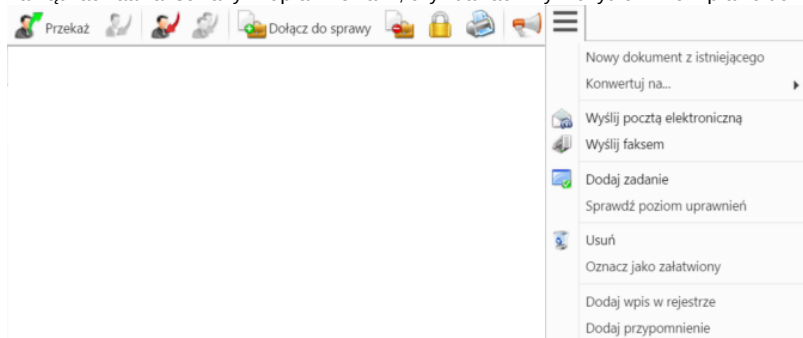 Przekaż
Dołącz do sprawy
Nowy dokument z istniejącego
Konwertuj na...
Wyślij pocztą elektroniczną
Wyślij faksem
Dodaj zadanie
Sprawdź poziom uprawnień
Usuń
Oznacz jako załatwiony
Dodaj wpis w rejestrze
Dodaj przypomnienie